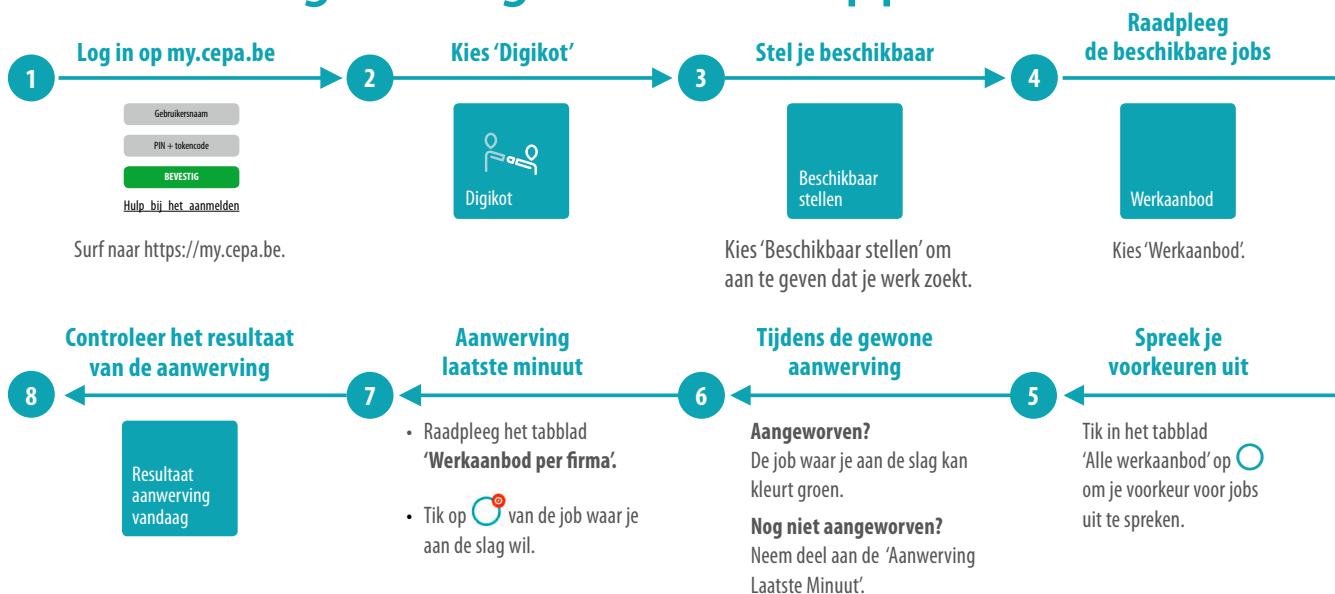 1
Log in op my.cepa.be
Gebruikersnaam
PIN + tokencode
BEVESTIG
Hulp bij het aanmelden
Surf naar https://my.cepa.be.
2
Kies ‘Digikot’
Digikot
3
Stel je beschikbaar
Beschikbaar
stellen
Kies ‘Beschikbaar stellen’ om
aan te geven dat je werk zoekt.
4
Raadpleeg
de beschikbare jobs
Werkaanbod
Kies ‘Werkaanbod’.
5
Spreek je
voorkeuren uit
Tik in het tabblad
‘Alle werkaanbod’ op
om je voorkeur voor jobs
uit te spreken.
6
Tijdens de gewone
aanwerving
Aangeworven?
De job waar je aan de slag kan
kleurt groen.
Nog niet aangeworven?
Neem deel aan de ‘Aanwerving
Laatste Minuut’.
7
Aanwerving
laatste minuut
• Raadpleeg het tabblad
‘Werkaanbod per firma’.
• Tik op van de job waar je
aan de slag wil.
8
Controleer het resultaat
van de aanwerving
Resultaat
aanwerving
vandaag